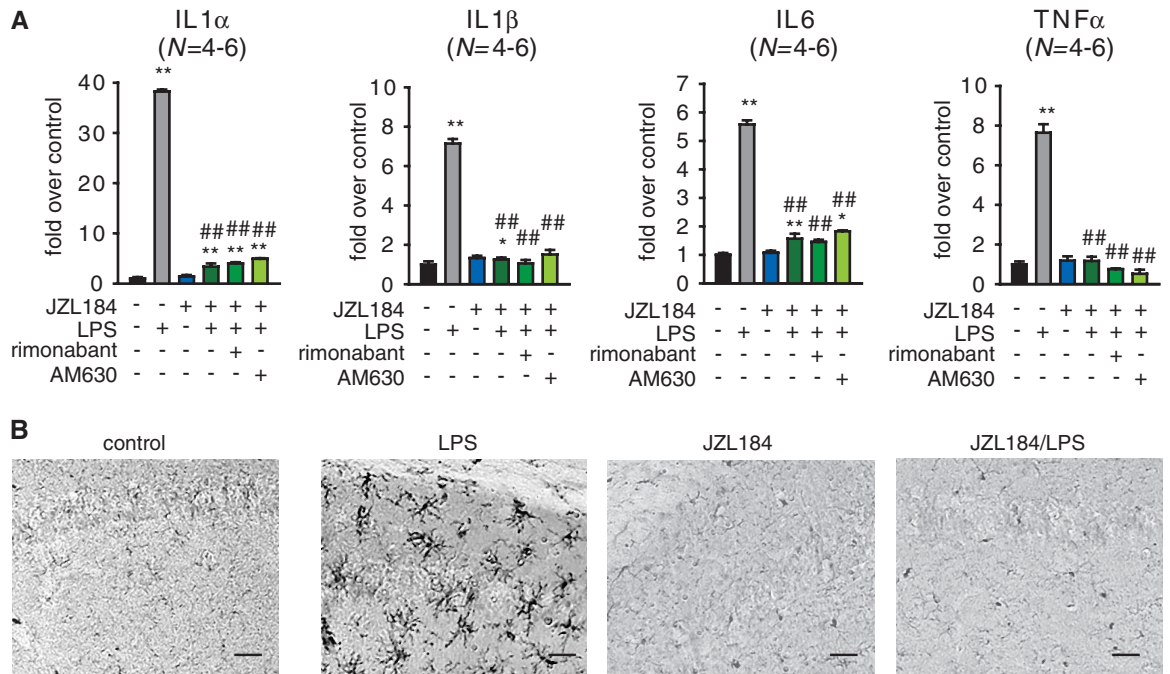 A
IL1α
(N=4-6)
**
fold over control
40
30
20
10
0
##
**
##
**
##
**
JZL184 - - + + + +
LPS - + - + + +
rimonabant - - - - + -
AM630 - - - - - +
IL1β
(N=4-6)
**
fold over control
10
8
6
4
2
0
##
*
##
##
JZL184 - - + + + +
LPS - + - + + +
rimonabant - - - - + -
AM630 - - - - - +
IL6
(N=4-6)
**
fold over control
7
6
5
4
3
2
1
0
##
**
##
##
*
JZL184 - - + + + +
LPS - + - + + +
rimonabant - - - - + -
AM630 - - - - - +
TNFα
(N=4-6)
**
fold over control
10
8
6
4
2
0
##
##
##
JZL184 - - + + + +
LPS - + - + + +
rimonabant - - - - + -
AM630 - - - - - +
B
control
LPS
JZL184
JZL184/LPS